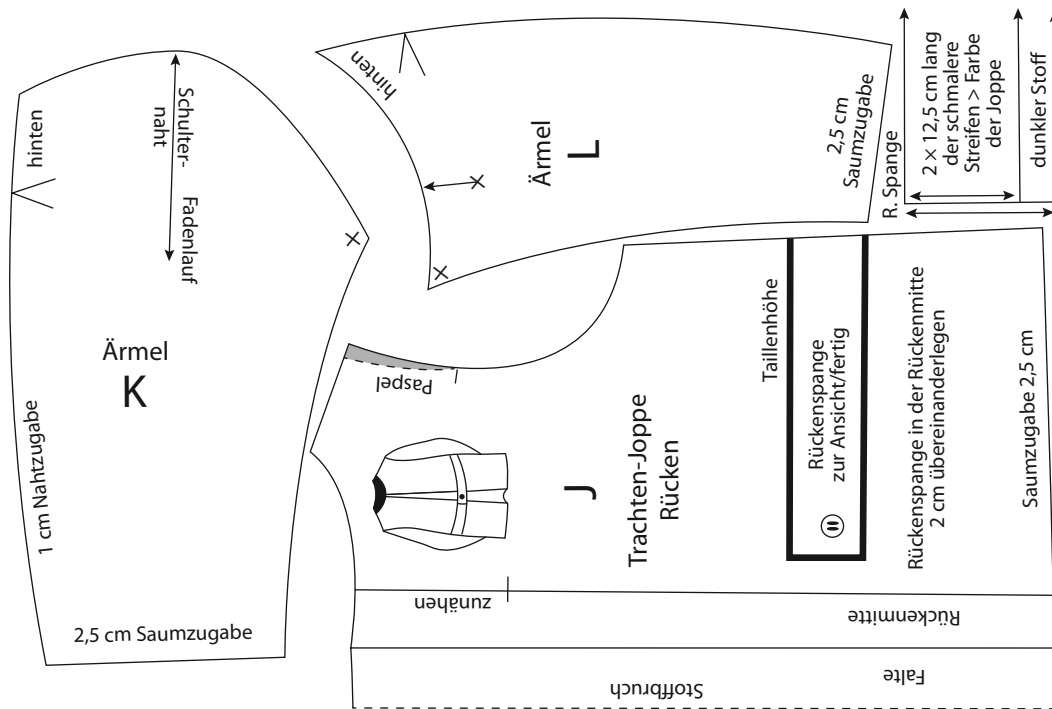 hinten
Schulter-
naht
Fadenlauf
Ärmel
K
1 cm Nahtzugabe
2,5 cm Saumzugabe
hinten
Ärmel
L
2,5 cm
Saumzugabe
R. Spange
2 × 12,5 cm lang
der schmalere
Streifen > Farbe
der Joppe
dunkler Stoff
Paspel
J
Trachten-Joppe
Rücken
Taillenhöhe
Rückenspange
zur Ansicht/fertig
Rückenspange in der Rückenmitte
2 cm übereinanderlegen
Saumzugabe 2,5 cm
zunähen
Rückenmitte
Stoffbruch
Falte